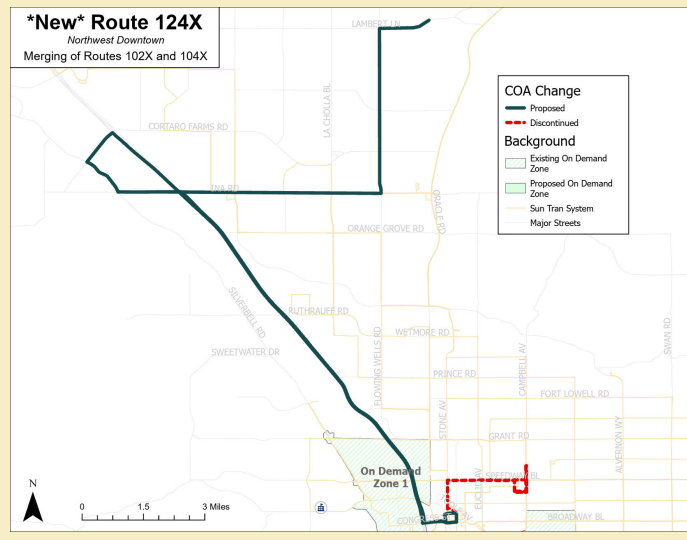 *New* Route 124X
Northwest Downtown
Merging of Routes 102X and 104X
LAMBERT LN
COA Change
Proposed
Discontinued
Background
Existing On Demand
Zone
Proposed On Demand
Zone
Sun Tran System
Major Streets
LA CHOLLA BL
CORTARO FARMS RD
INA RD
ORACLE RD
ORANGE GROVE RD
SILVERBELL RD
RUTHRAUFF RD
WETMORE RD
SWAN RD
SWEETWATER DR
FLOWING WELLS RD
STONE AV
CAMPBELL AV
PRINCE RD
FORT LOWELL RD
ALVERNON WY
GRANT RD
On Demand
Zone 1
EUCLID AV
SPEEDWAY BL
CONGRESS
BROADWAY BL
N
0 1.5 3 Miles